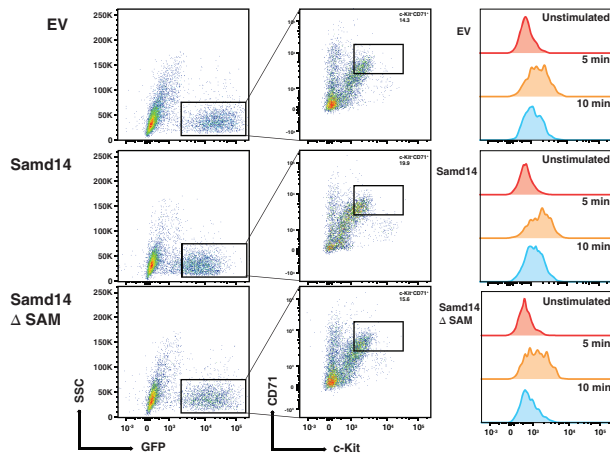 EV
250K
200K
150K
100K
50K
0
c-Kit⁺CD71⁺
14.3
EV
Unstimulated
5 min
10 min
Samd14
250K
200K
150K
100K
50K
0
c-Kit⁺CD71⁺
19.9
Samd14
Unstimulated
5 min
10 min
Samd14
Δ SAM
250K
200K
150K
100K
50K
0
c-Kit⁺CD71⁺
15.6
Samd14
Δ SAM
Unstimulated
5 min
10 min
SSC
GFP
CD71
c-Kit